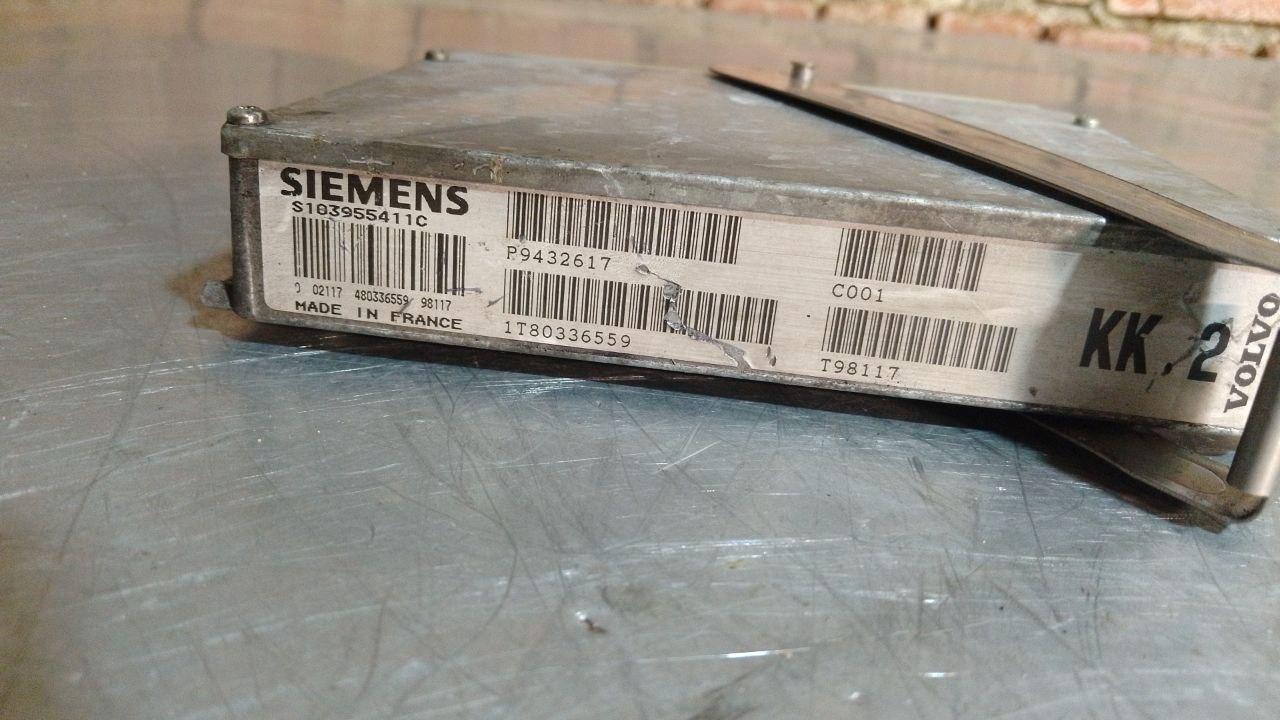 SIEMENS
S103955411C
0 02117 480336559 98117
MADE IN FRANCE
P9432617
1T80336559
C001
T98117
KK 2
VOLVO